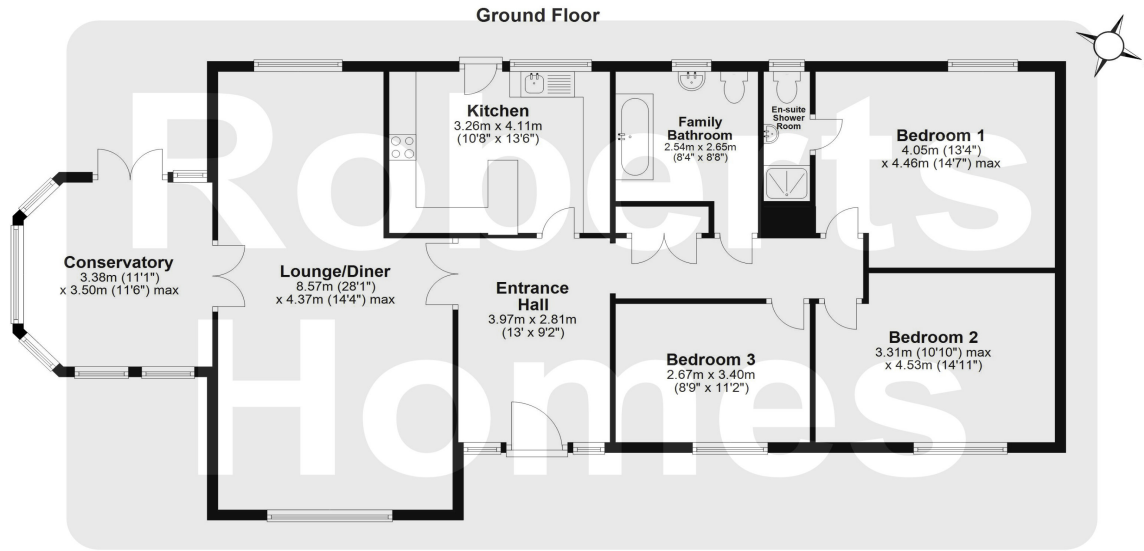 Ground Floor
Kitchen
3.26m x 4.11m
(10'8" x 13'6")
Family
Bathroom
2.54m x 2.65m
(8'4" x 8'8")
En-suite
Shower
Room
Bedroom 1
4.05m (13'4")
x 4.46m (14'7") max
Conservatory
3.38m (11'1")
x 3.50m (11'6") max
Lounge/Diner
8.57m (28'1")
x 4.37m (14'4") max
Entrance
Hall
3.97m x 2.81m
(13' x 9'2")
Bedroom 3
2.67m x 3.40m
(8'9" x 11'2")
Bedroom 2
3.31m (10'10") max
x 4.53m (14'11")
Roberts
Homes